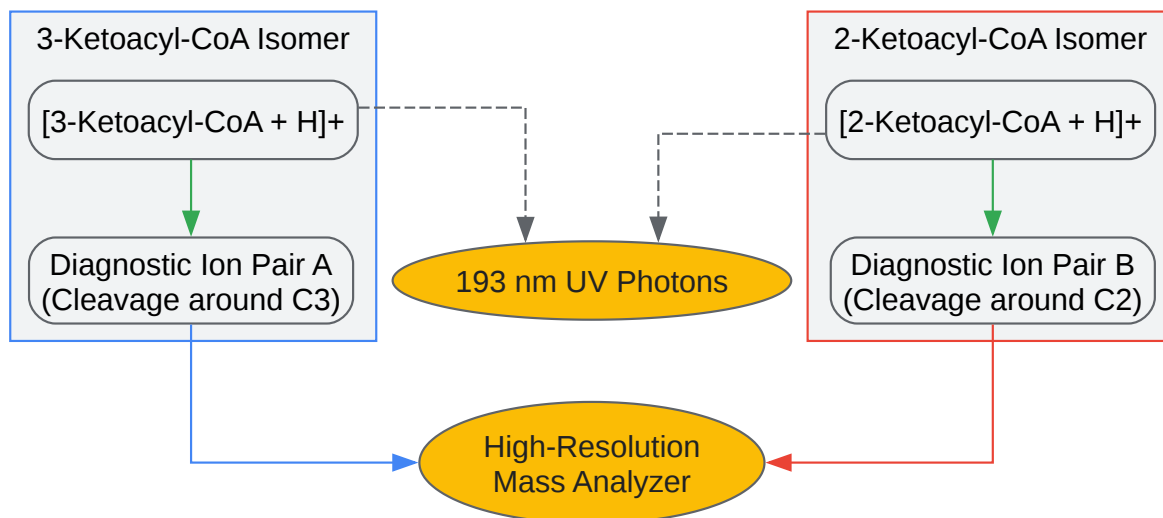 3-Ketoacyl-CoA Isomer
[3-Ketoacyl-CoA + H]+
Diagnostic Ion Pair A
(Cleavage around C3)
2-Ketoacyl-CoA Isomer
[2-Ketoacyl-CoA + H]+
Diagnostic Ion Pair B
(Cleavage around C2)
193 nm UV Photons
High-Resolution
Mass Analyzer